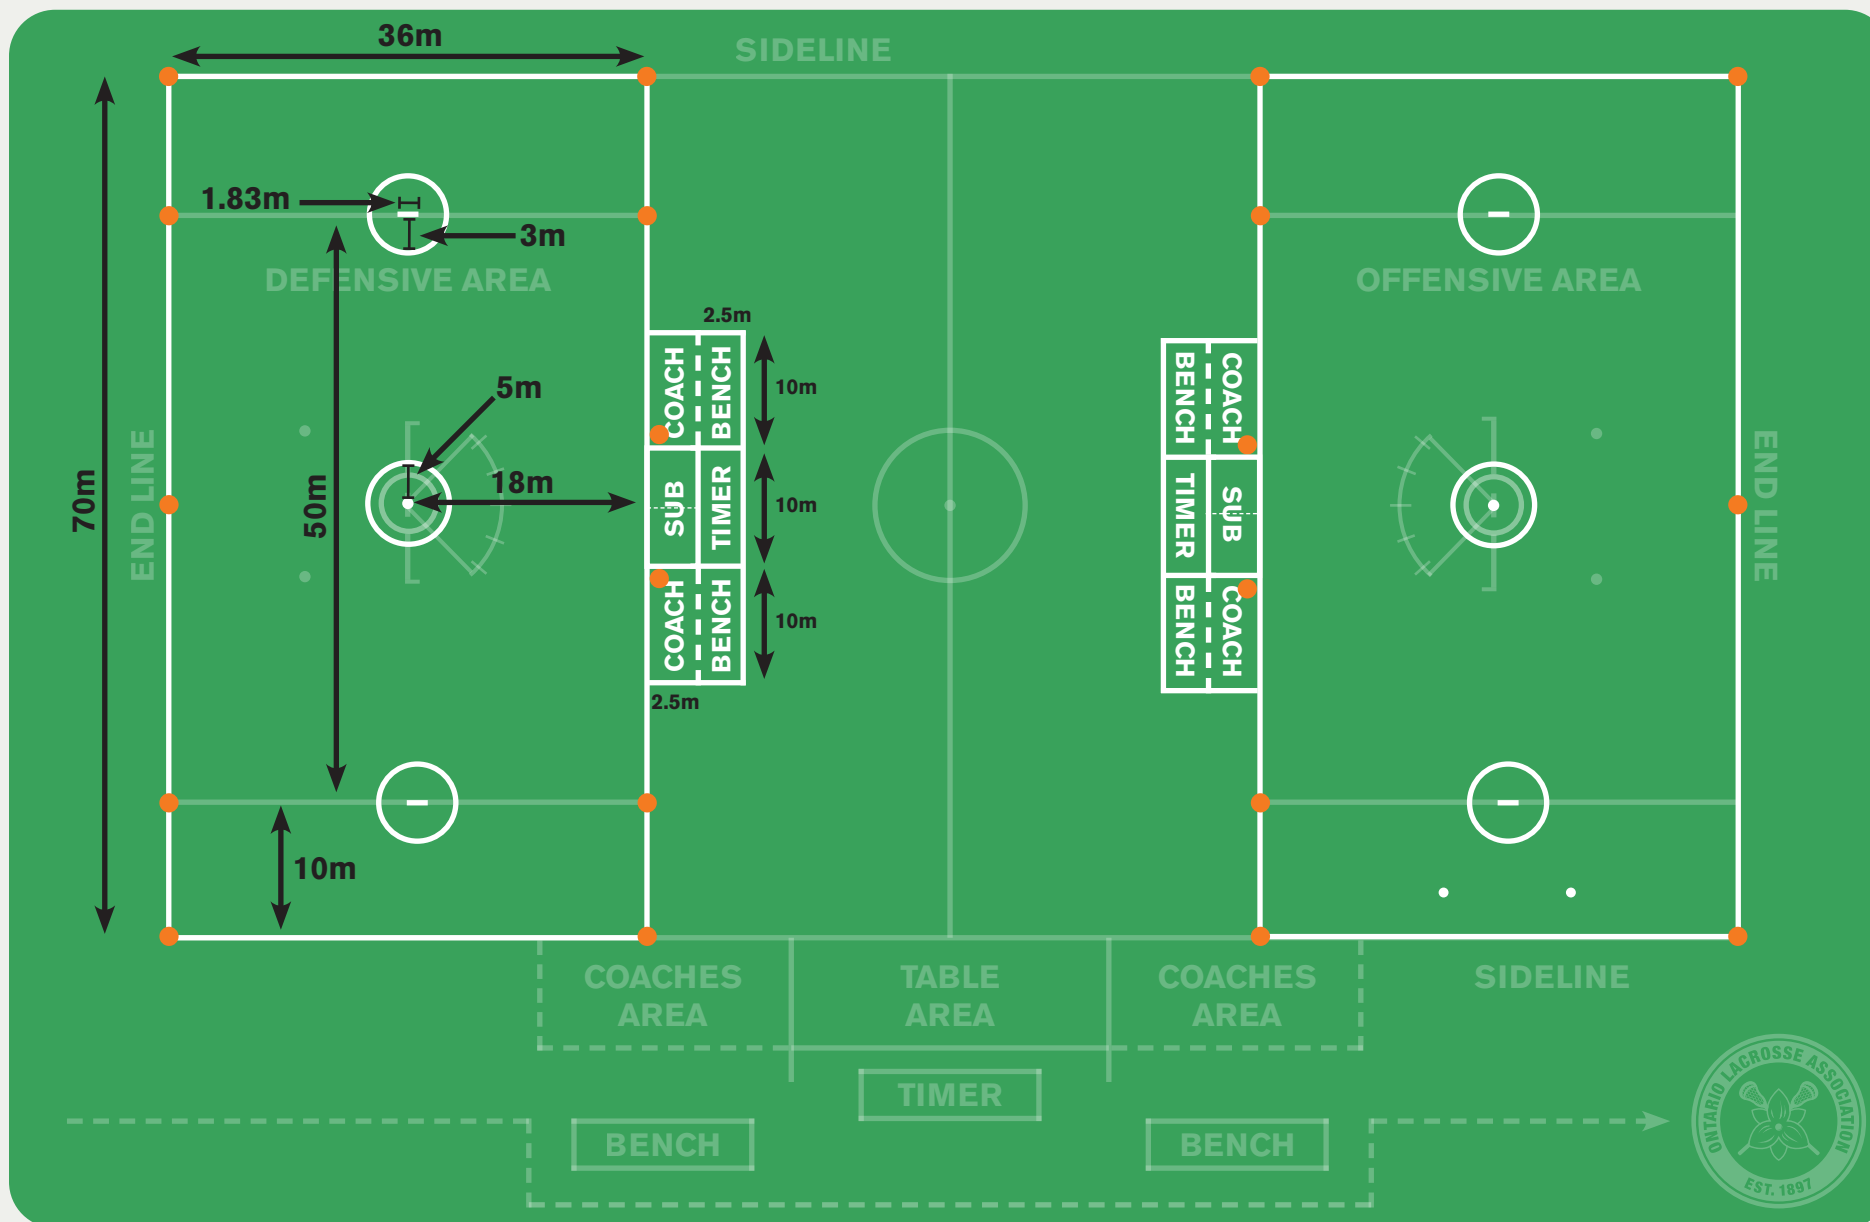 36m
SIDELINE
1.83m
3m
DEFENSIVE AREA
OFFENSIVE AREA
2.5m
COACH
BENCH
10m
BENCH
COACH
5m
END LINE
70m
50m
18m
SUB
TIMER
10m
TIMER
SUB
END LINE
COACH
BENCH
10m
BENCH
COACH
2.5m
10m
COACHES
AREA
TABLE
AREA
COACHES
AREA
SIDELINE
TIMER
BENCH
BENCH
ONTARIO LACROSSE ASSOCIATION
EST. 1897